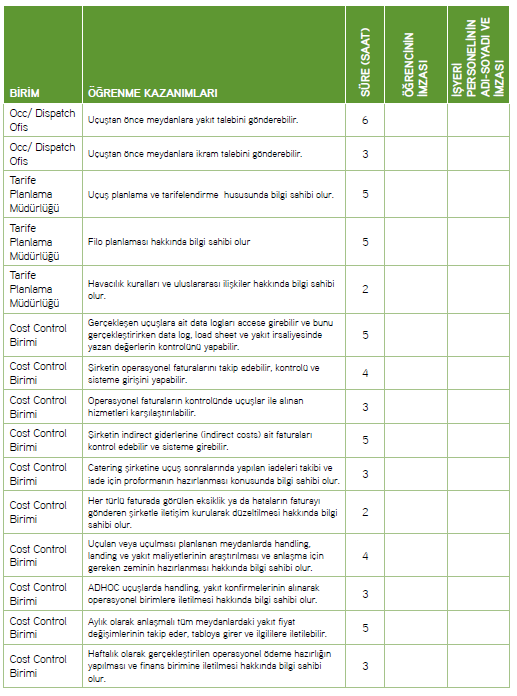 BİRİM
ÖĞRENME KAZANIMLARI
SÜRE (SAAT)
ÖĞRENCİNİN
İMZASI
İŞYERİ
PERSONELİNİN
ADI-SOYADI VE
İMZASI
Occ/ Dispatch
Ofis
Uçuştan önce meydanlara yakıt talebini gönderebilir.
6
Occ/ Dispatch
Ofis
Uçuştan önce meydanlara ikram talebini gönderebilir.
3
Tarife
Planlama
Müdürlüğü
Uçuş planlama ve tarifelendirme hususunda bilgi sahibi olur.
5
Tarife
Planlama
Müdürlüğü
Filo planlaması hakkında bilgi sahibi olur
5
Tarife
Planlama
Müdürlüğü
Havacılık kuralları ve uluslararası ilişkiler hakkında bilgi sahibi
olur.
2
Cost Control
Birimi
Gerçekleşen uçuşlara ait data logları accese girebilir ve bunu
gerçekleştirirken data log, load sheet ve yakıt irsaliyesinde
yazan değerlerin kontrolünü yapabilir.
5
Cost Control
Birimi
Şirketin operasyonel faturalarını takip edebilir, kontrolü ve
sisteme girişini yapabilir.
4
Cost Control
Birimi
Operasyonel faturaların kontrolünde uçuşlar ile alınan
hizmetleri karşılaştırılabilir.
3
Cost Control
Birimi
Şirketin indirect giderlerine (indirect costs) ait faturaları
kontrol edebilir ve sisteme girebilir.
5
Cost Control
Birimi
Catering şirketine uçuş sonralarında yapılan iadeleri takibi ve
iade için proformanın hazırlanması konusunda bilgi sahibi olur.
3
Cost Control
Birimi
Her türlü faturada görülen eksiklik ya da hataların faturayı
gönderen şirketle iletişim kurularak düzeltilmesi hakkında bilgi
sahibi olur.
2
Cost Control
Birimi
Uçulan veya uçulması planlanan meydanlarda handling,
landing ve yakıt maliyetlerinin araştırılması ve anlaşma için
gereken zeminin hazırlanması hakkında bilgi sahibi olur.
4
Cost Control
Birimi
ADHOC uçuşlarda handling, yakıt konfirmelerinin alınarak
operasyonel birimlere iletilmesi hakkında bilgi sahibi olur.
3
Cost Control
Birimi
Aylık olarak anlaşmalı tüm meydanlardaki yakıt fiyat
değişimlerinin takip eder, tabloya girer ve ilgililere iletilebilir.
5
Cost Control
Birimi
Haftalık olarak gerçekleştirilen operasyonel ödeme hazırlığın
yapılması ve finans birimine iletilmesi hakkında bilgi sahibi
olur.
3